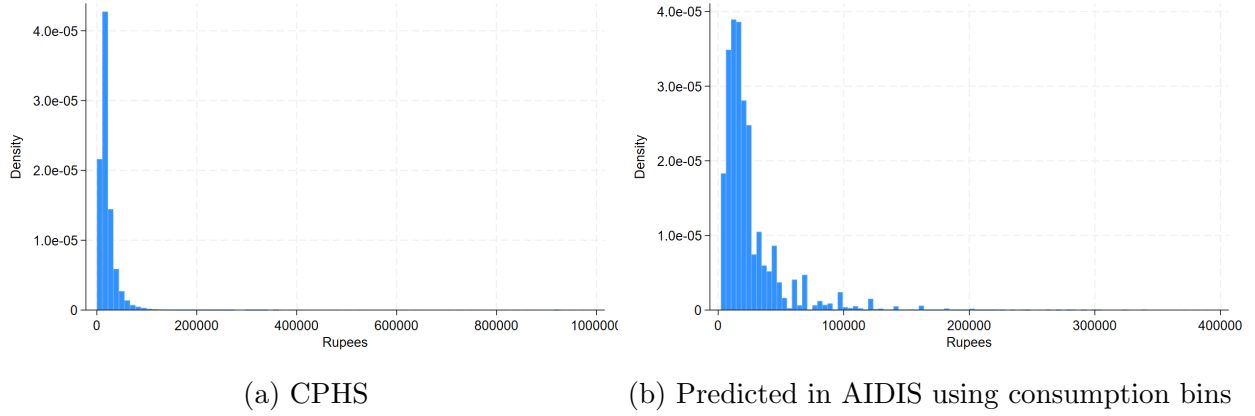 4.0e-05
3.0e-05
2.0e-05
1.0e-05
0
Density
0 200000 400000 600000 800000 1000000
Rupees
(a) CPHS
4.0e-05
3.0e-05
2.0e-05
1.0e-05
0
Density
0 100000 200000 300000 400000
Rupees
(b) Predicted in AIDIS using consumption bins